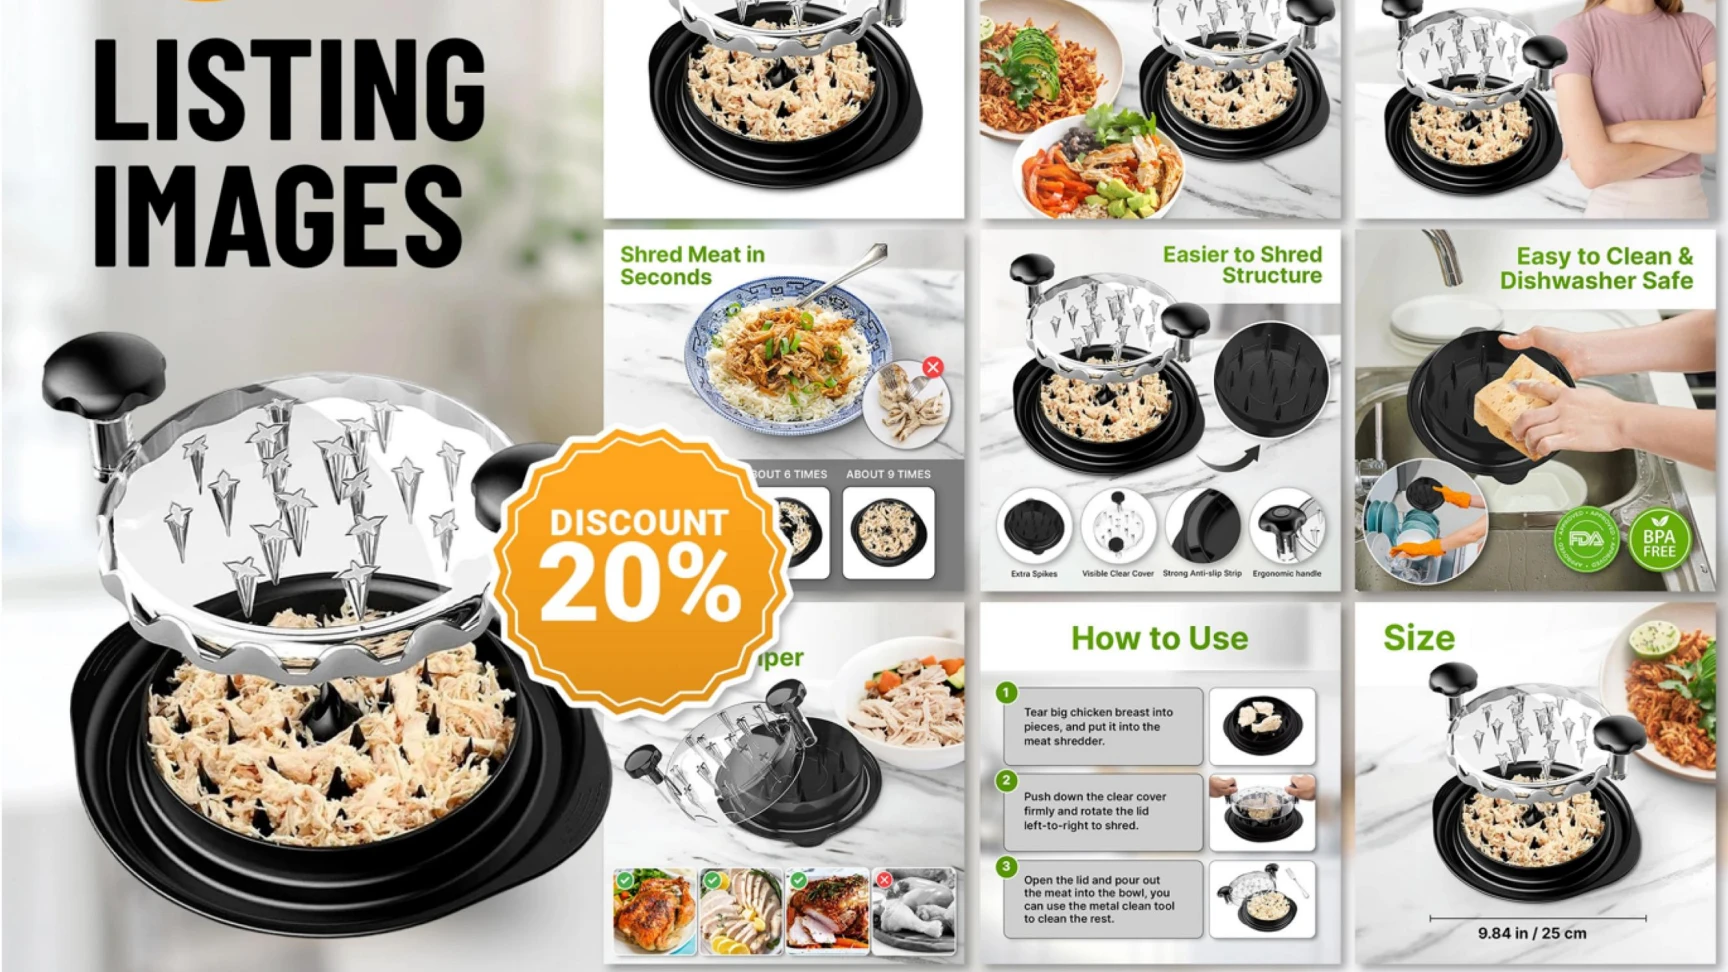 LISTING
IMAGES
DISCOUNT
20%
Shred Meat in
Seconds
6 TIMES
ABOUT 9 TIMES
Easier to Shred
Structure
Extra Spikes
Visible Clear Cover
Strong Anti-slip Strip
Ergonomic handle
Easy to Clean &
Dishwasher Safe
APPROVED • APPROVED •
FDA
BPA
FREE
How to Use
1
Tear big chicken breast into
pieces, and put it into the
meat shredder.
2
Push down the clear cover
firmly and rotate the lid
left-to-right to shred.
3
Open the lid and pour out
the meat into the bowl, you
can use the metal clean tool
to clean the rest.
Size
9.84 in / 25 cm